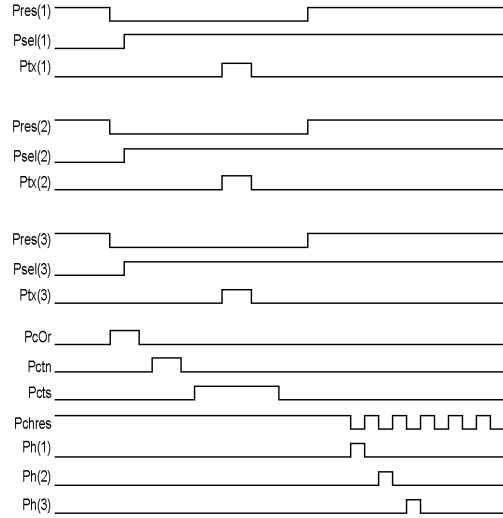 Pres(1)
Psel(1)
Ptx(1)
Pres(2)
Psel(2)
Ptx(2)
Pres(3)
Psel(3)
Ptx(3)
PcOr
Pctn
Pcts
Pchres
Ph(1)
Ph(2)
Ph(3)